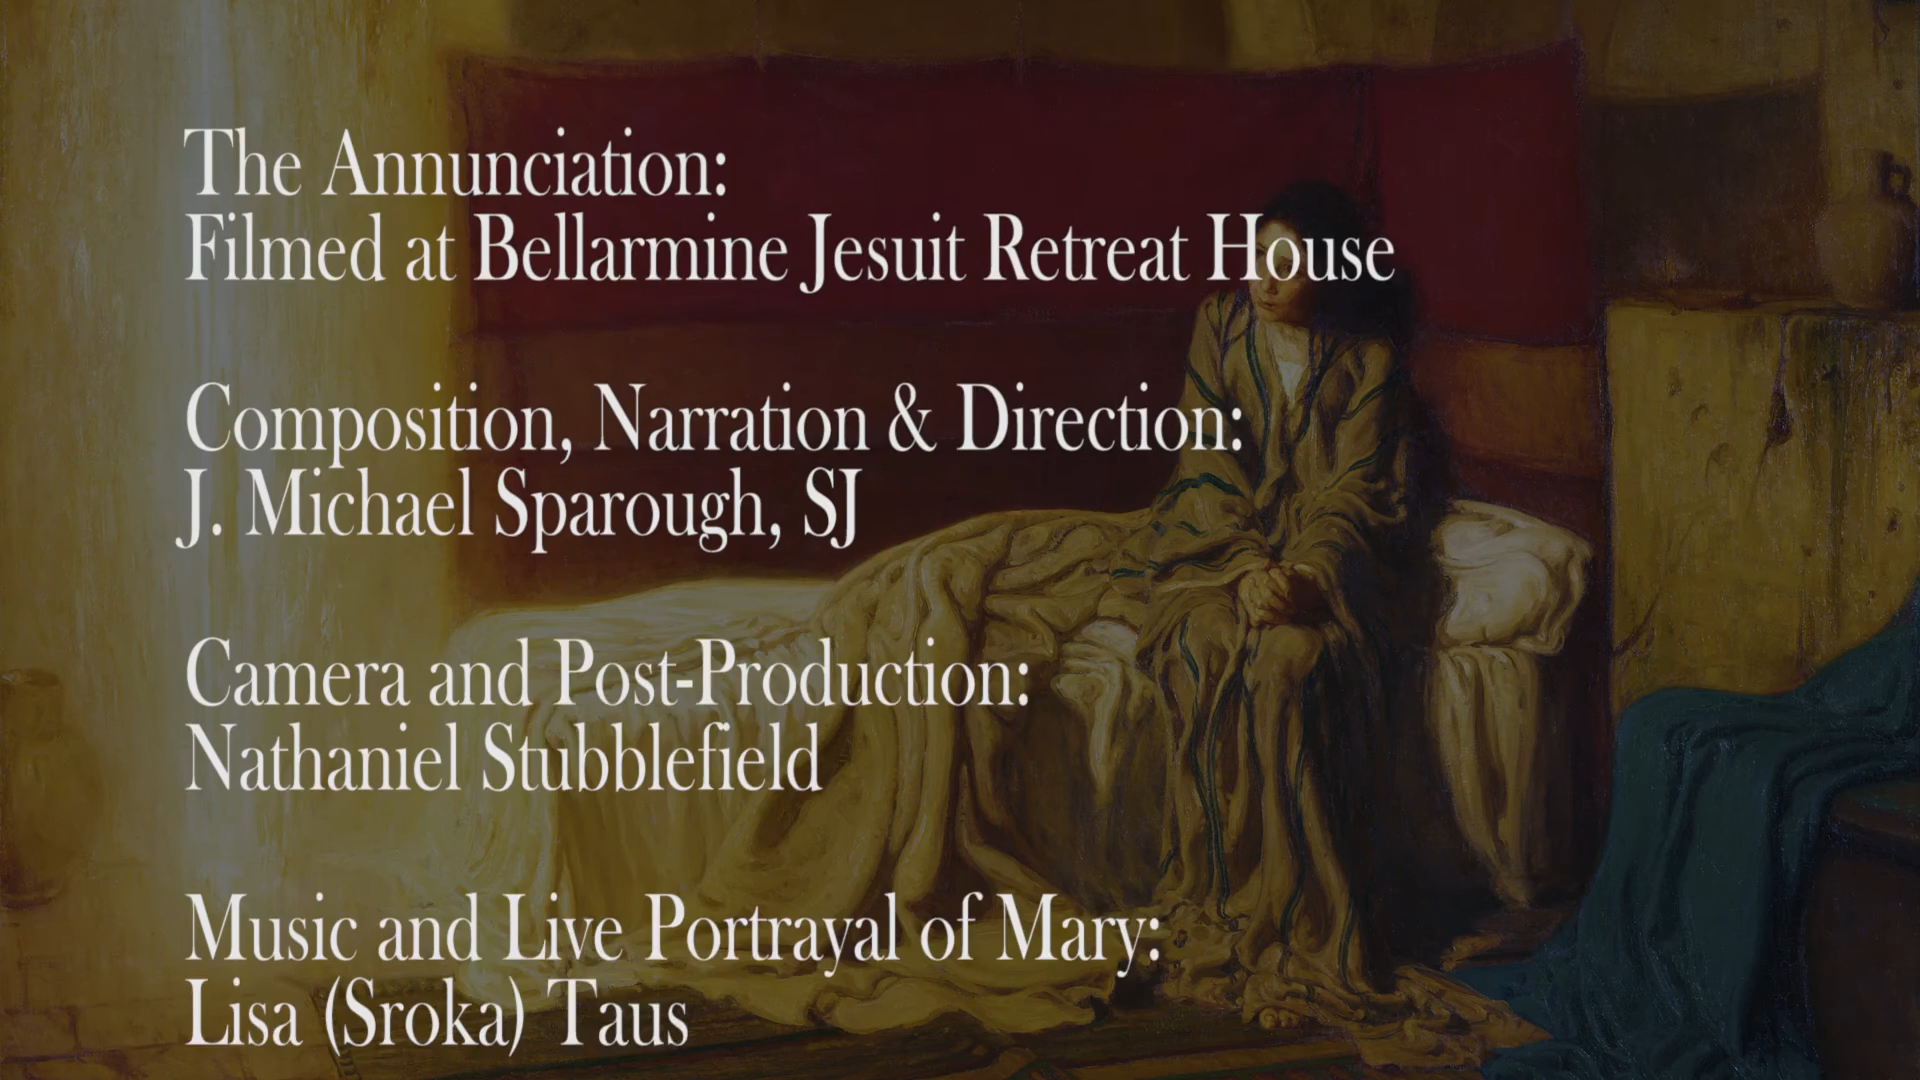 The Annunciation:
Filmed at Bellarmine Jesuit Retreat House
Composition, Narration & Direction:
J. Michael Sparough, SJ
Camera and Post-Production:
Nathaniel Stubblefield
Music and Live Portrayal of Mary:
Lisa (Sroka) Taus